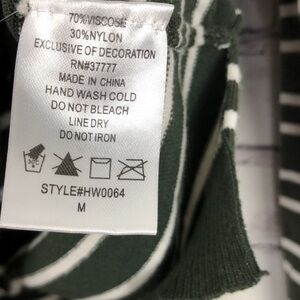 70%VISCOSE
30%NYLON
EXCLUSIVE OF DECORATION
RN#37777
MADE IN CHINA
HAND WASH COLD
DO NOT BLEACH
LINE DRY
DO NOT IRON
STYLE#HW0064
M